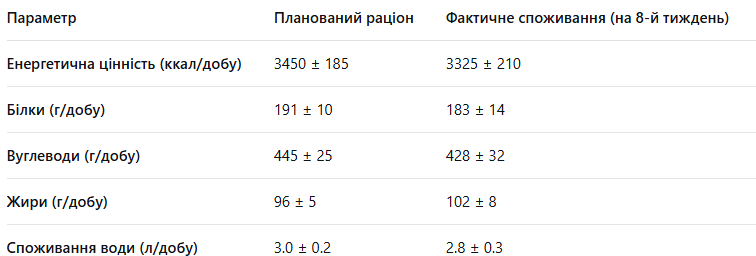 Параметр Планований раціон Фактичне споживання (на 8-й тиждень)
Енергетична цінність (ккал/добу) 3450 ± 185 3325 ± 210
Білки (г/добу) 191 ± 10 183 ± 14
Вуглеводи (г/добу) 445 ± 25 428 ± 32
Жири (г/добу) 96 ± 5 102 ± 8
Споживання води (л/добу) 3.0 ± 0.2 2.8 ± 0.3